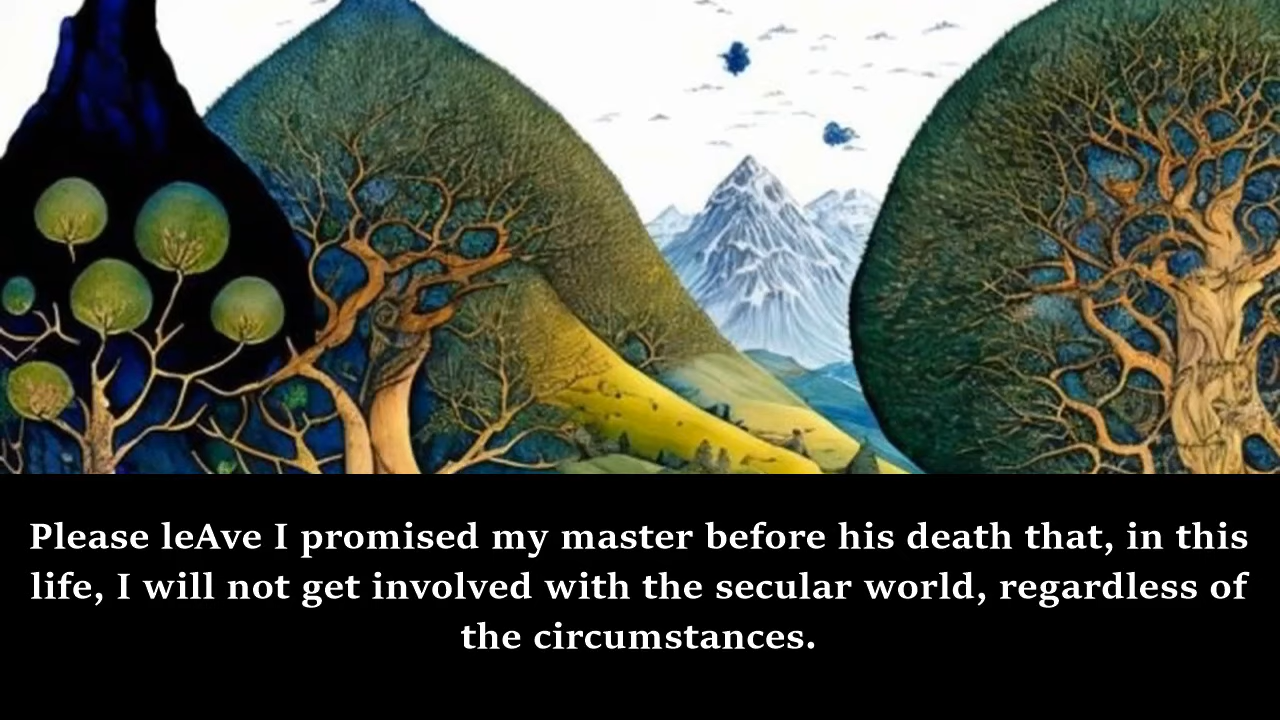 Please leAve I promised my master before his death that, in this
life, I will not get involved with the secular world, regardless of
the circumstances.